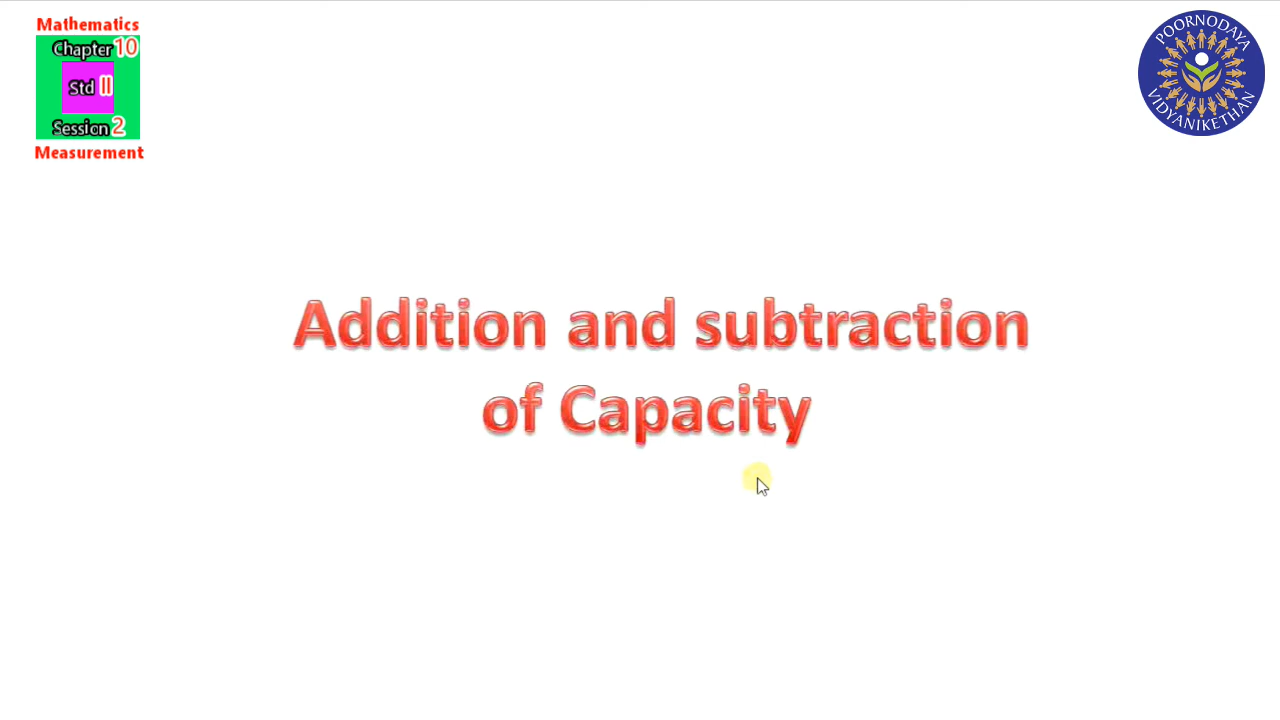 Mathematics
Chapter 10
Std II
Session 2
Measurement
POORNODAYA
VIDYANIKETHAN
Addition and subtraction
of Capacity